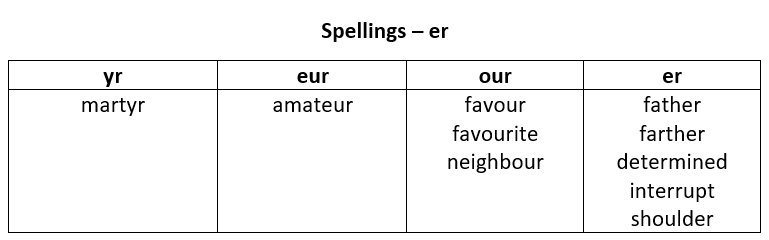 Spellings – er
yr eur our er
martyr amateur favour father
favourite farther
neighbour determined
interrupt
shoulder